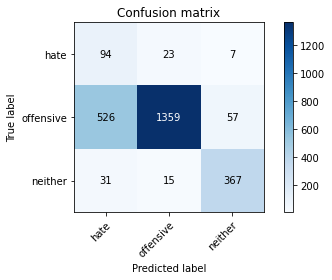 Confusion matrix
True label
hate 94 23 7
offensive 526 1359 57
neither 31 15 367
hate offensive neither
Predicted label
1200
1000
800
600
400
200